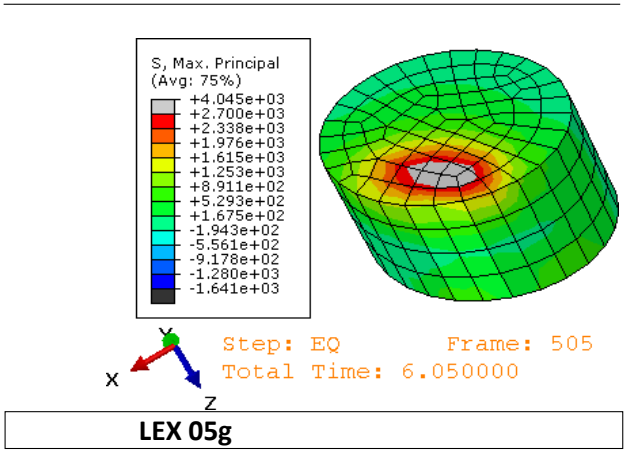 S, Max. Principal
(Avg: 75%)
+4.045e+03
+2.700e+03
+2.338e+03
+1.976e+03
+1.615e+03
+1.253e+03
+8.911e+02
+5.293e+02
+1.675e+02
-1.943e+02
-5.561e+02
-9.178e+02
-1.280e+03
-1.641e+03
Y
X
Z
Step: EQ Frame: 505
Total Time: 6.050000
LEX 05g